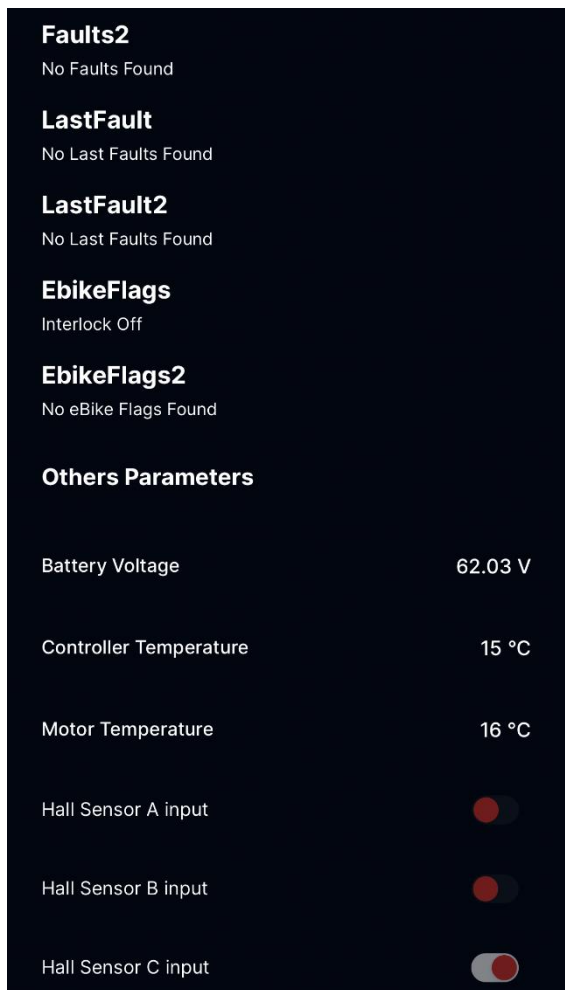 Faults2
No Faults Found
LastFault
No Last Faults Found
LastFault2
No Last Faults Found
EbikeFlags
Interlock Off
EbikeFlags2
No eBike Flags Found
Others Parameters
Battery Voltage 62.03 V
Controller Temperature 15 °C
Motor Temperature 16 °C
Hall Sensor A input
Hall Sensor B input
Hall Sensor C input